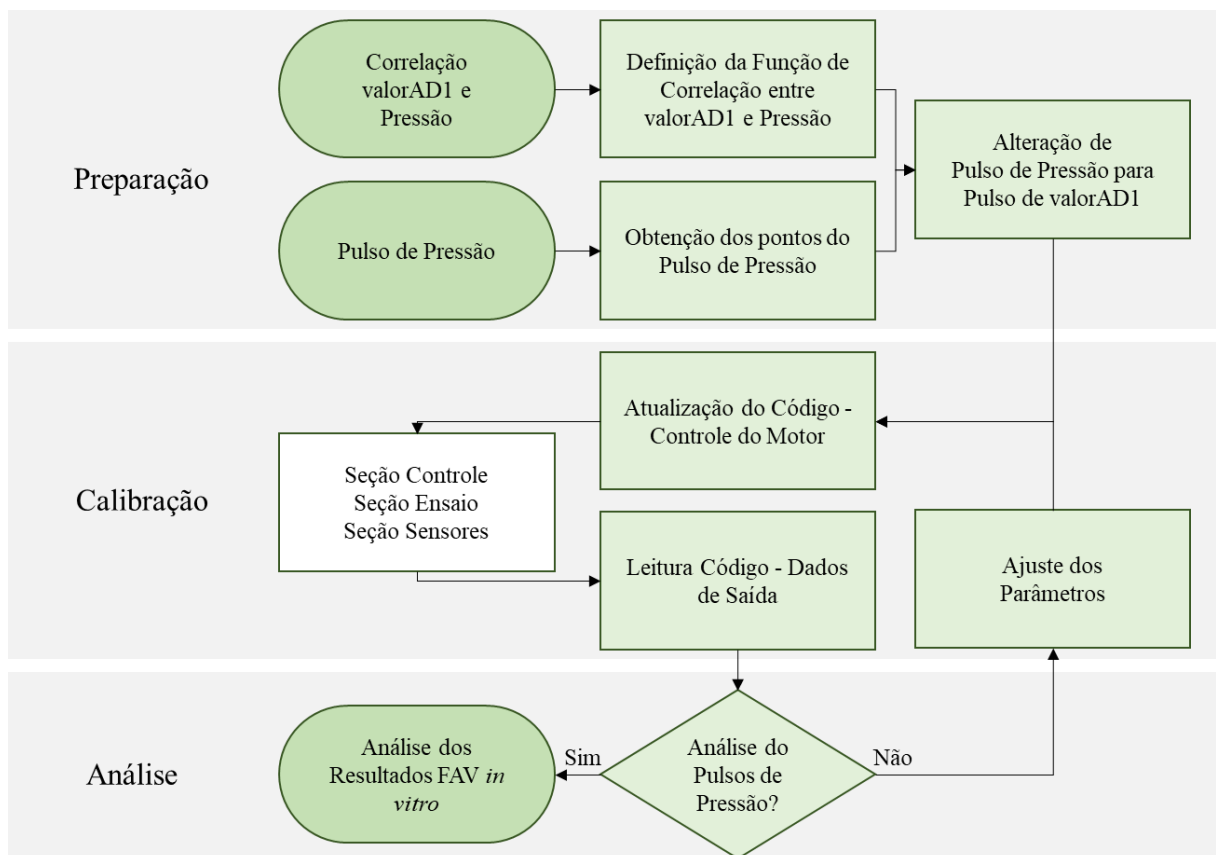 Preparação
Correlação
valorAD1 e
Pressão
Definição da Função de
Correlação entre
valorAD1 e Pressão
Alteração de
Pulso de Pressão para
Pulso de valorAD1
Pulso de Pressão
Obtenção dos pontos do
Pulso de Pressão
Calibração
Atualização do Código -
Controle do Motor
Seção Controle
Seção Ensaio
Seção Sensores
Leitura Código - Dados
de Saída
Ajuste dos
Parâmetros
Análise
Análise dos
Resultados FAV in
vitro
Sim
Análise do
Pulsos de
Pressão?
Não